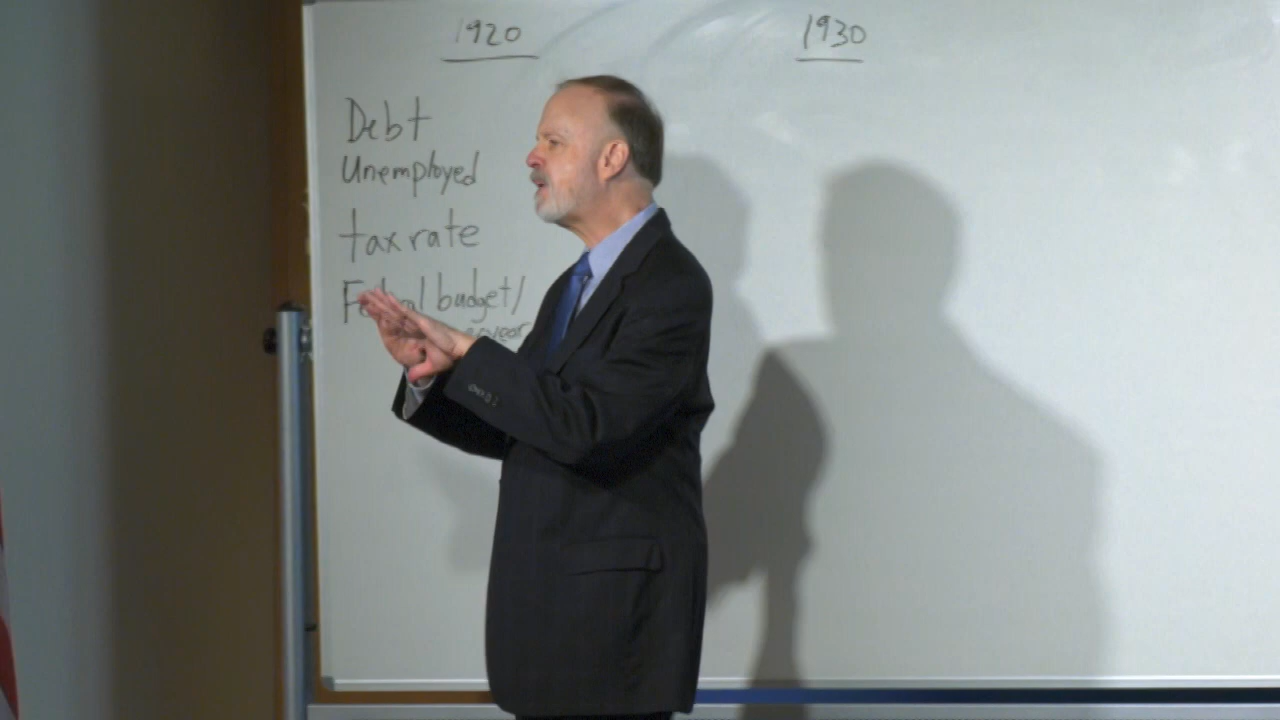 1920 1930
Debt
Unemployed
tax rate
Federal budget/